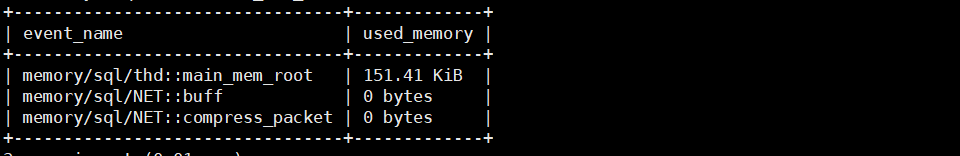 +--------------------------------+-------------+
| event_name                     | used_memory |
+--------------------------------+-------------+
| memory/sql/thd::main_mem_root  | 151.41 KiB  |
| memory/sql/NET::buff           | 0 bytes     |
| memory/sql/NET::compress_packet | 0 bytes     |
+--------------------------------+-------------+